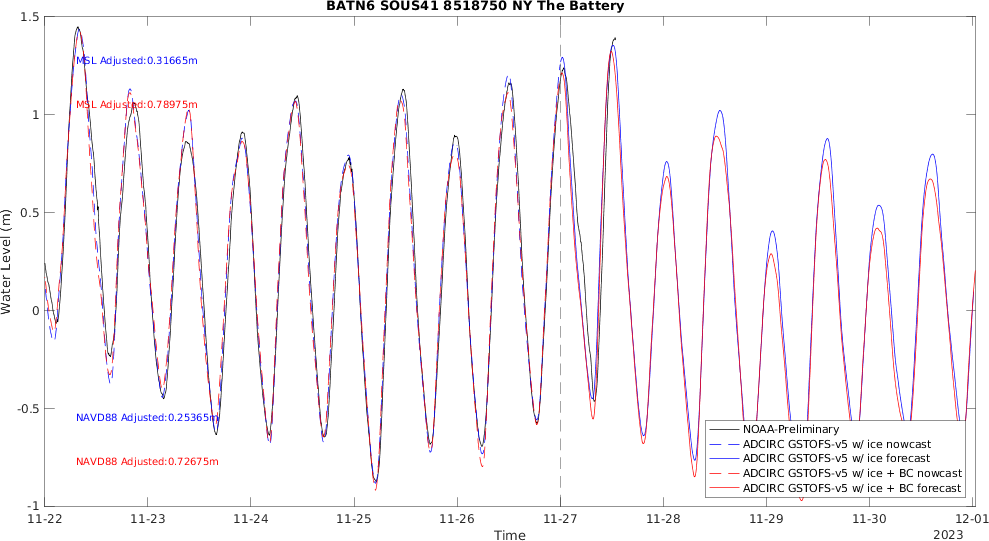 BATN6 SOUS41 8518750 NY The Battery
1.5
1
0.5
0
-0.5
-1
Water Level (m)
MSL Adjusted:0.31665m
MSL Adjusted:0.78975m
NAVD88 Adjusted:0.25365m
NAVD88 Adjusted:0.72675m
NOAA-Preliminary
ADCIRC GSTOFS-v5 w/ ice nowcast
ADCIRC GSTOFS-v5 w/ ice forecast
ADCIRC GSTOFS-v5 w/ ice + BC nowcast
ADCIRC GSTOFS-v5 w/ ice + BC forecast
11-22 11-23 11-24 11-25 11-26 11-27 11-28 11-29 11-30 12-01
Time
2023